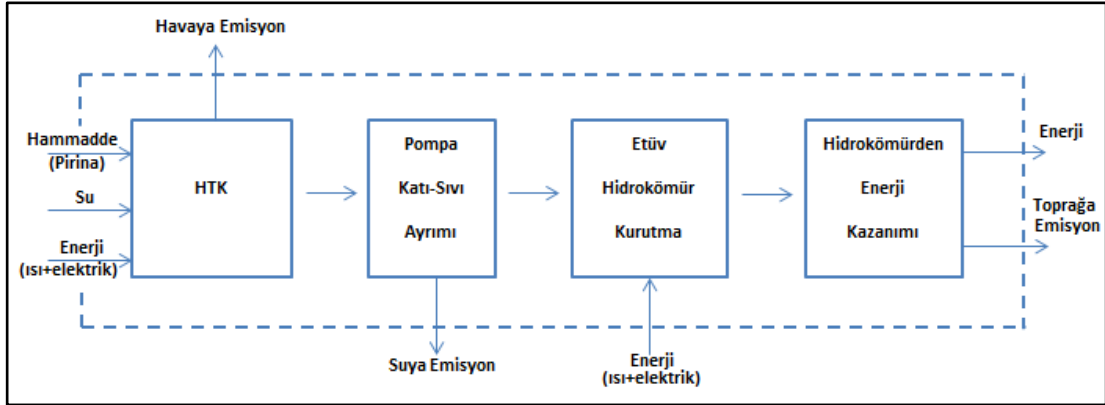 Havaya Emisyon
Hammadde
(Pirina)
Su
Enerji
(ısı+elektrik)
HTK
Pompa
Katı-Sıvı
Ayrımı
Etüv
Hidrokömür
Kurutma
Hidrokömürden
Enerji
Kazanımı
Enerji
Toprağa
Emisyon
Suya Emisyon
Enerji
(ısı+elektrik)